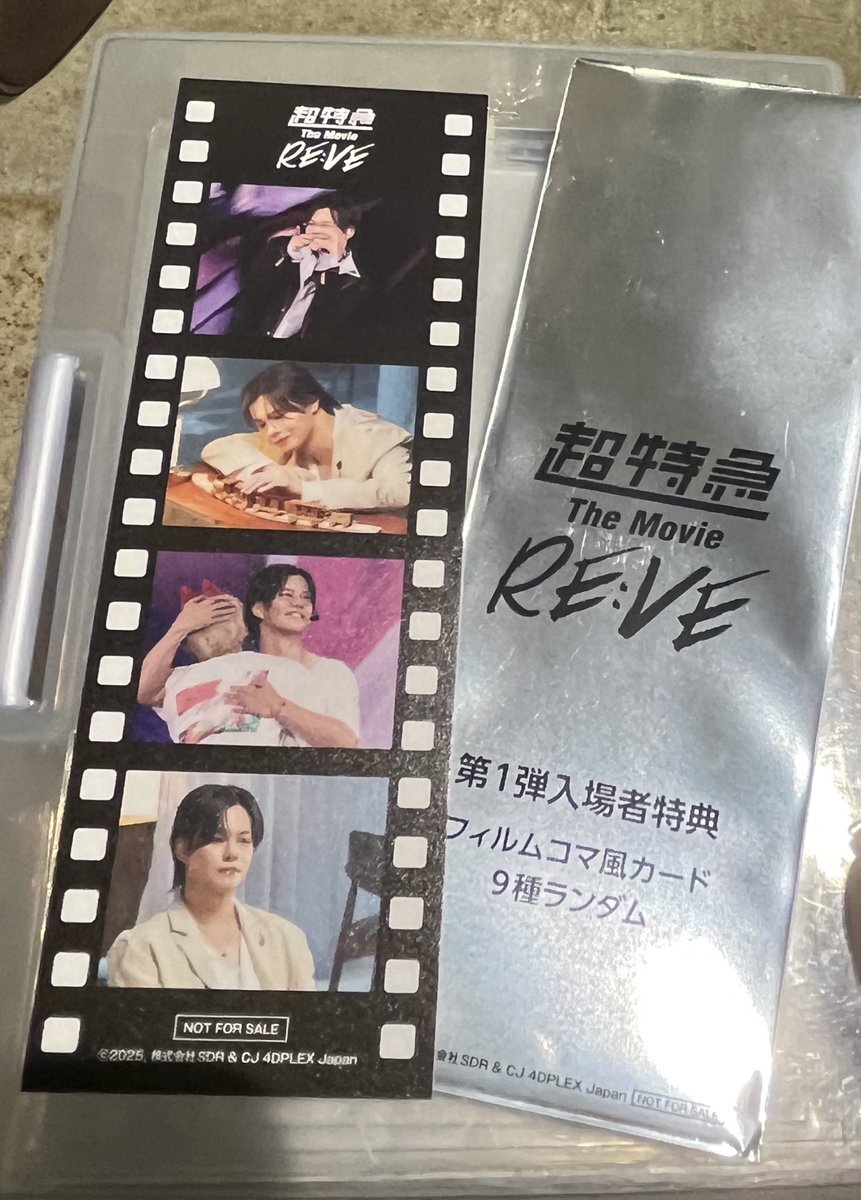 超特急
The Movie
RE:VE
NOT FOR SALE
©2025, 株式会社SDR & CJ 4DPLEX Japan
超特急
The Movie
RE:VE
第1弾入場者特典
フィルムコマ風カード
9種ランダム
会社SDR & CJ 4DPLEX Japan NOT FOR SALE